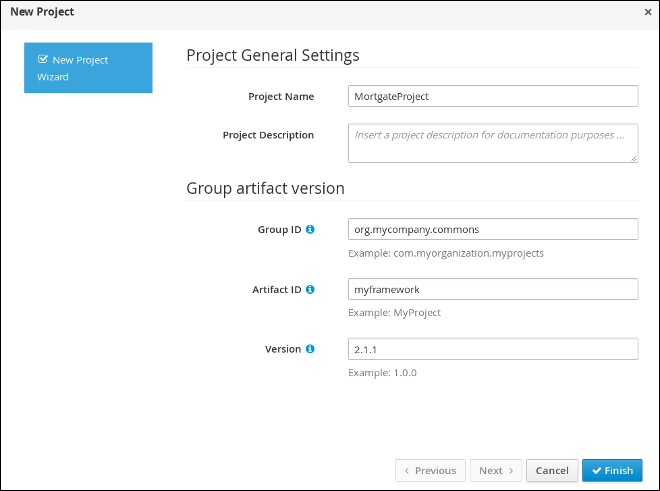 New Project
×
New Project
Wizard
Project General Settings
Project Name
MortgateProject
Project Description
Insert a project description for documentation purposes ...
Group artifact version
Group ID
org.mycompany.commons
Example: com.myorganization.myprojects
Artifact ID
myframework
Example: MyProject
Version
2.1.1
Example: 1.0.0
‹ Previous
Next ›
Cancel
Finish